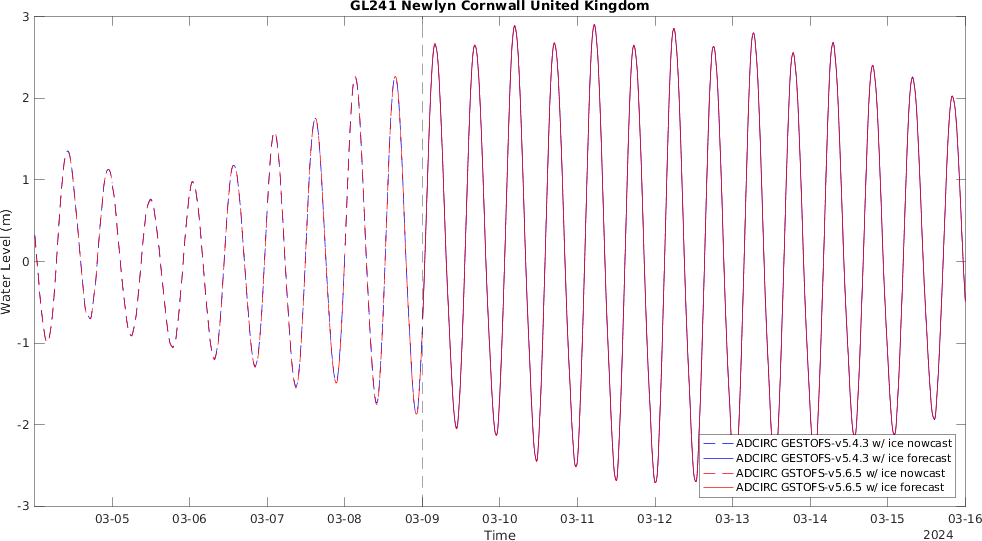 GL241 Newlyn Cornwall United Kingdom
3
2
1
0
-1
-2
-3
Water Level (m)
ADCIRC GESTOFS-v5.4.3 w/ ice nowcast
ADCIRC GESTOFS-v5.4.3 w/ ice forecast
ADCIRC GSTOFS-v5.6.5 w/ ice nowcast
ADCIRC GSTOFS-v5.6.5 w/ ice forecast
03-05 03-06 03-07 03-08 03-09 03-10 03-11 03-12 03-13 03-14 03-15 03-16
Time
2024